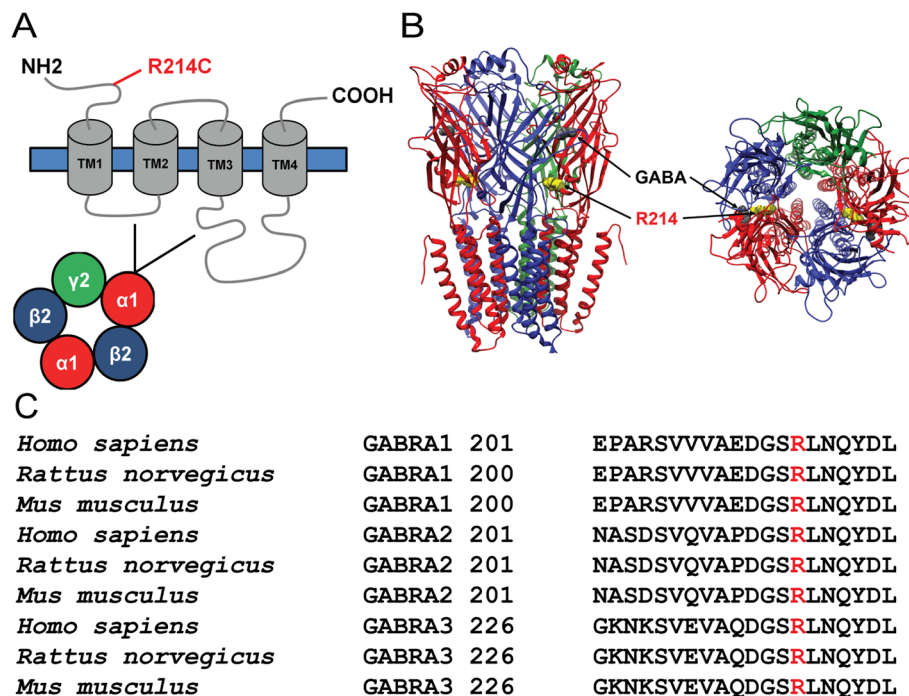 A
NH2
R214C
COOH
TM1
TM2
TM3
TM4
γ2
β2
α1
α1
β2
B
GABA
R214
C
Homo sapiens GABRA1 201 EPARSVVVAEDGSRLNQYDL
Rattus norvegicus GABRA1 200 EPARSVVVAEDGSRLNQYDL
Mus musculus GABRA1 200 EPARSVVVAEDGSRLNQYDL
Homo sapiens GABRA2 201 NASDSVQVAPDGSRLNQYDL
Rattus norvegicus GABRA2 201 NASDSVQVAPDGSRLNQYDL
Mus musculus GABRA2 201 NASDSVQVAPDGSRLNQYDL
Homo sapiens GABRA3 226 GKNKSVEVAQDGSRLNQYDL
Rattus norvegicus GABRA3 226 GKNKSVEVAQDGSRLNQYDL
Mus musculus GABRA3 226 GKNKSVEVAQDGSRLNQYDL